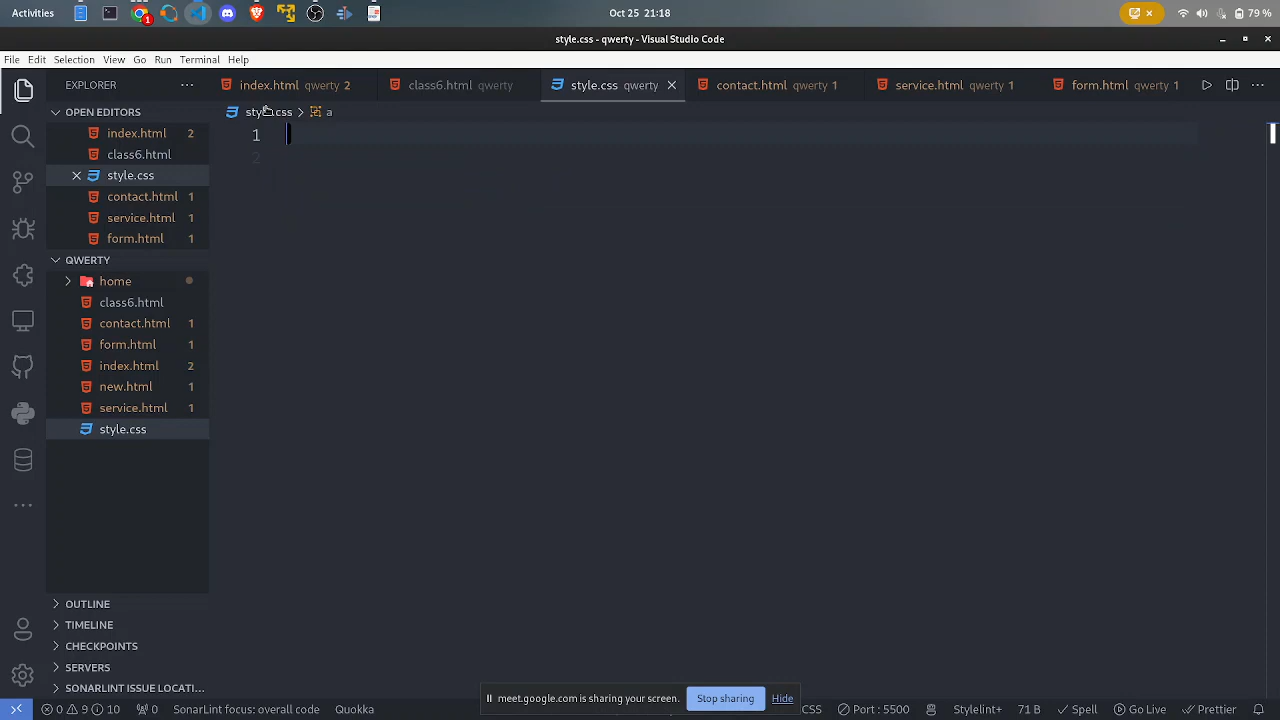 Activities
Oct 25 21:18
79 %
1
style.css - qwerty - Visual Studio Code
File Edit Selection View Go Run Terminal Help
EXPLORER
index.html qwerty 2
class6.html qwerty
style.css qwerty
contact.html qwerty 1
service.html qwerty 1
form.html qwerty 1
OPEN EDITORS
style.css > a
index.html 2
1
class6.html
2
style.css
contact.html 1
service.html 1
form.html 1
QWERTY
home
class6.html
contact.html 1
form.html 1
index.html 2
new.html 1
service.html 1
style.css
OUTLINE
TIMELINE
CHECKPOINTS
SERVERS
SONARLINT ISSUE LOCATI...
meet.google.com is sharing your screen. Stop sharing Hide
0 9 10 0 SonarLint focus: overall code Quokka CSS Port : 5500 Stylelint+ 71 B Spell Go Live Prettier